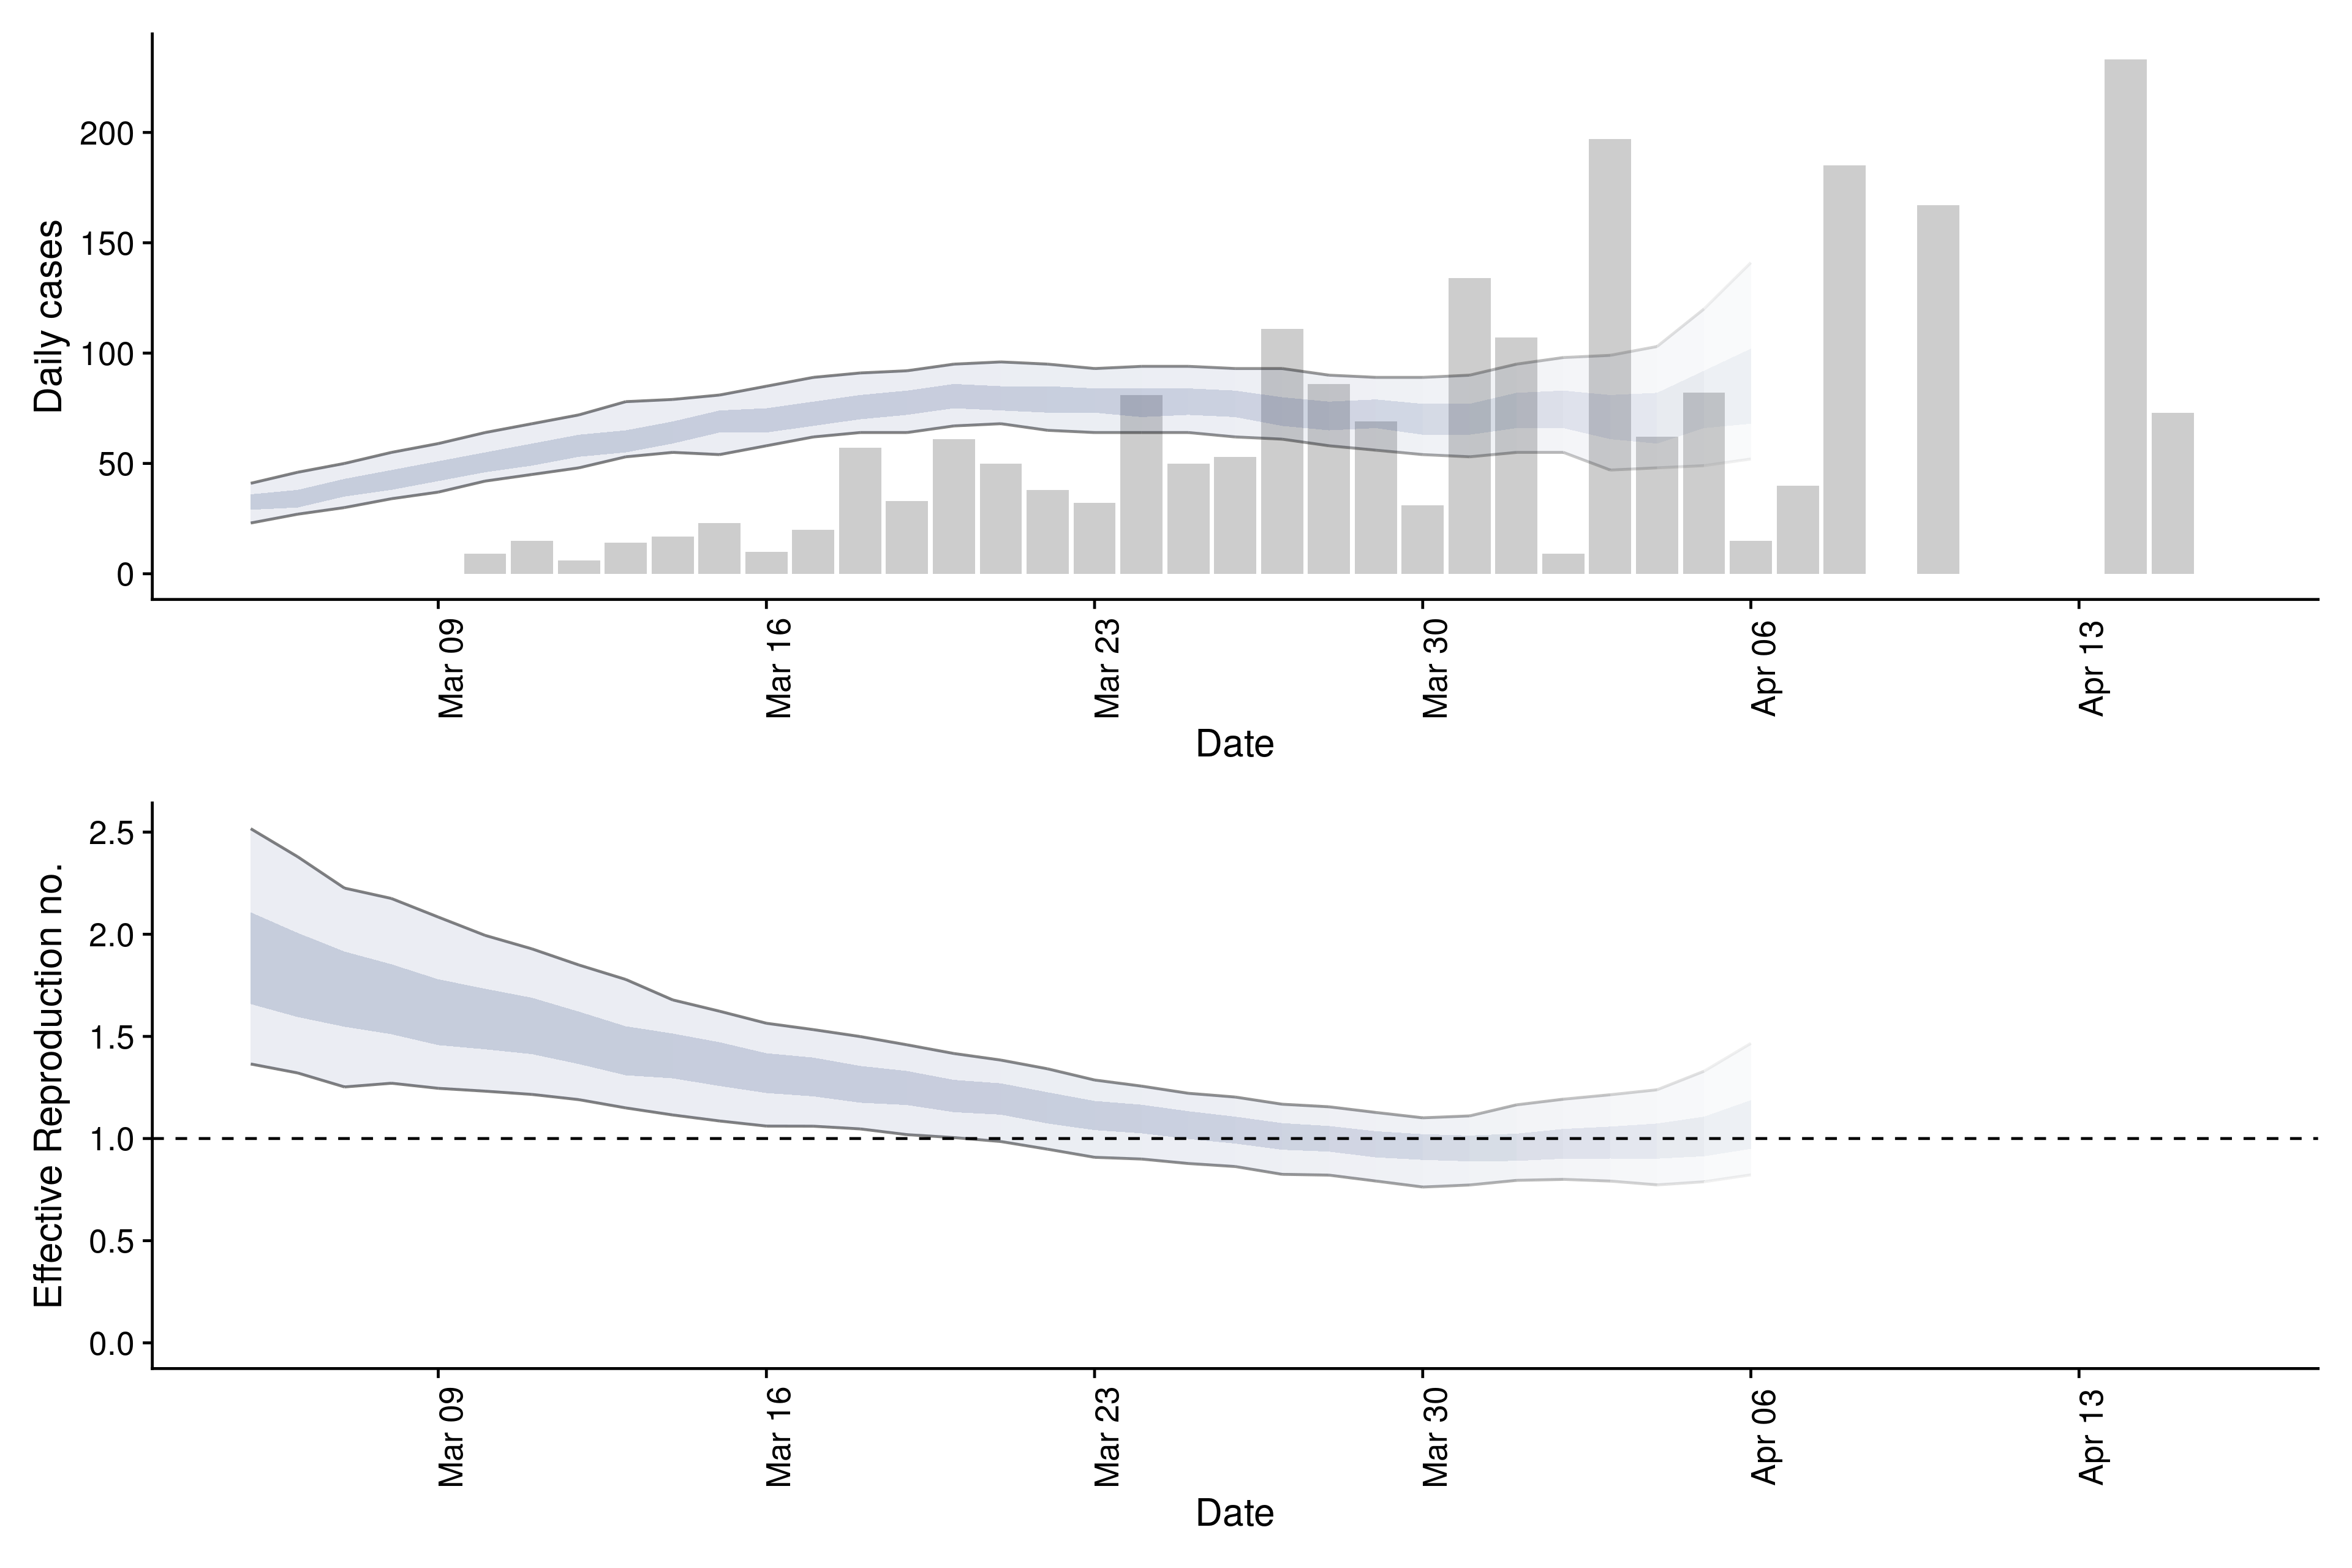 Daily cases
200
150
100
50
0
Mar 09
Mar 16
Mar 23
Mar 30
Apr 06
Apr 13
Date
Effective Reproduction no.
2.5
2.0
1.5
1.0
0.5
0.0
Mar 09
Mar 16
Mar 23
Mar 30
Apr 06
Apr 13
Date